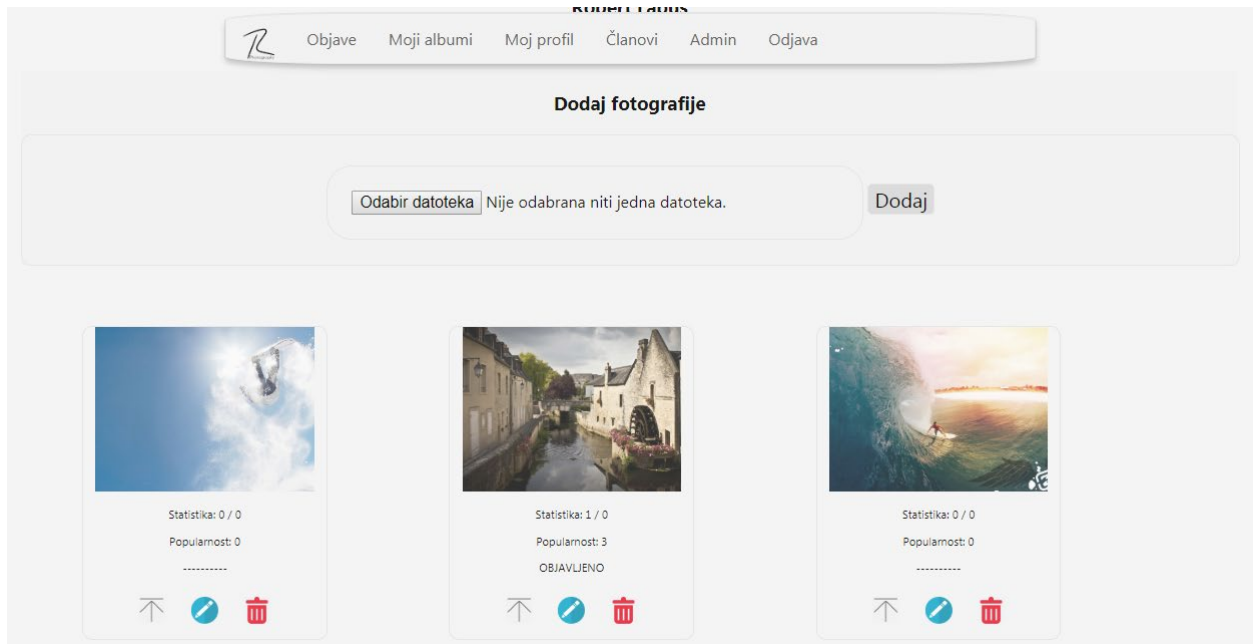 Objave Moji albumi Moj profil Članovi Admin Odjava
Dodaj fotografije
Odabir datoteka Nije odabrana niti jedna datoteka. Dodaj
Statistika: 0 / 0
Popularnost: 0
----------
Statistika: 1 / 0
Popularnost: 3
OBJAVLJENO
Statistika: 0 / 0
Popularnost: 0
----------